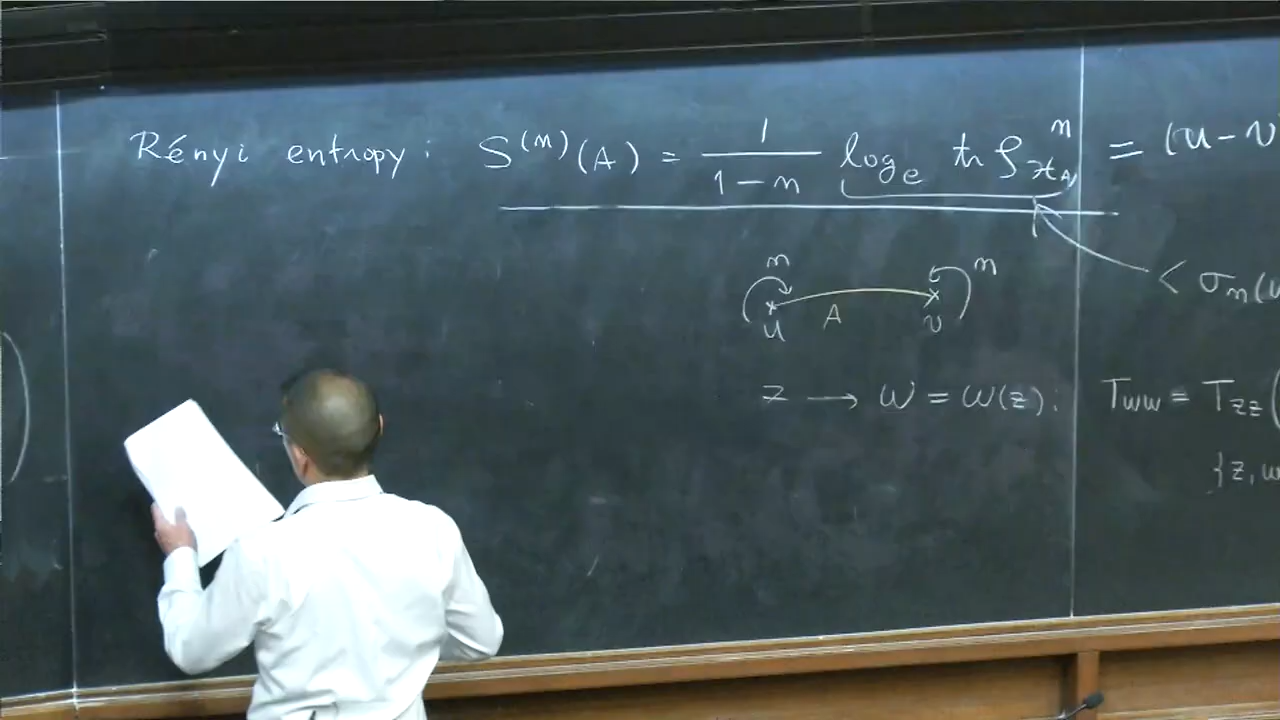 Rényi entropy: S^(n)(A) = 1/(1-n) log_e tr ρ_{ℋ_A}^n = (u-v
n n
u A v
< σ_n(u
z → w = w(z): T_ww = T_zz (
{z, w